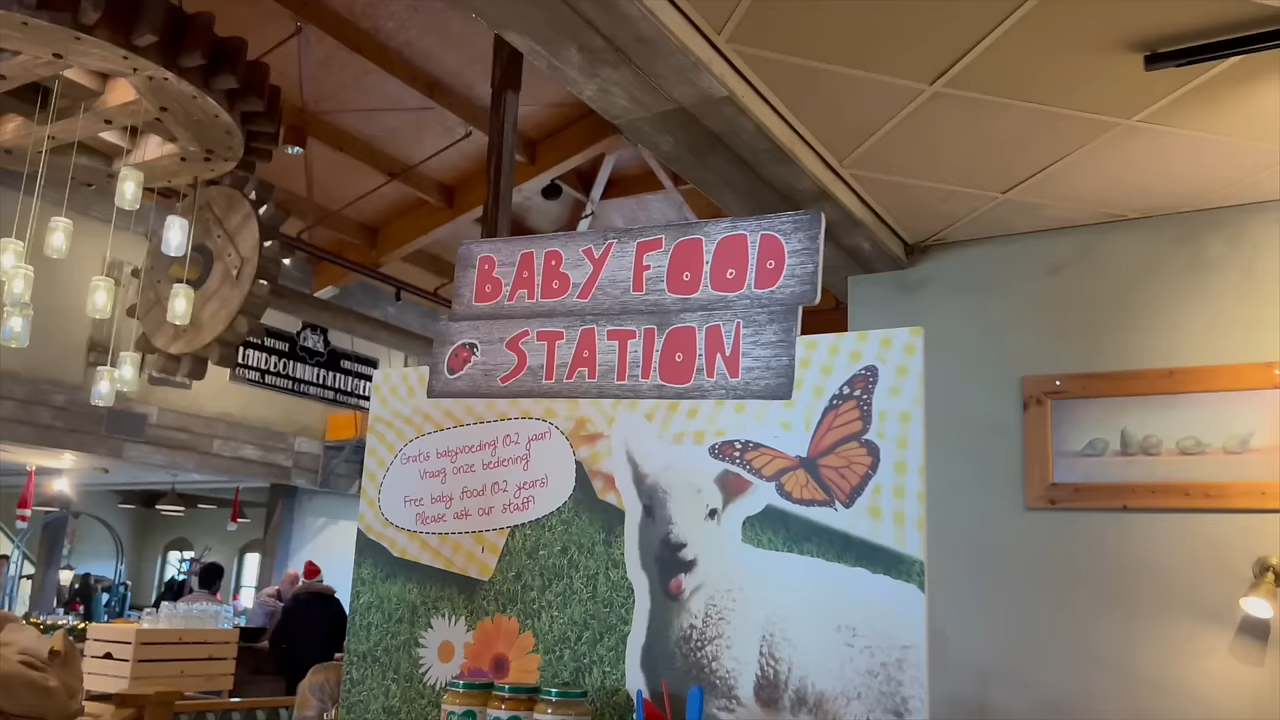 BABY FOOD
STATION
LANDBOUWWERKTUIGEN
Gratis babyvoeding! (0-2 jaar)
Vraag onze bediening!
Free baby food! (0-2 years)
Please ask our staff!